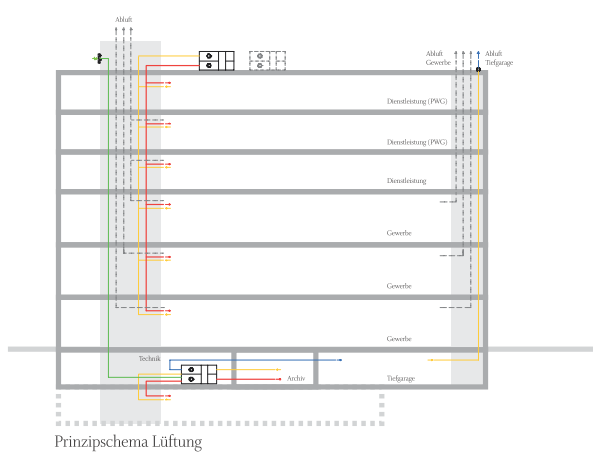 Abluft
Abluft
Gewerbe
Abluft
Tiefgarage
Dienstleistung (PWG)
Dienstleistung (PWG)
Dienstleistung
Gewerbe
Gewerbe
Gewerbe
Technik
Archiv
Tiefgarage
Prinzipschema Lüftung